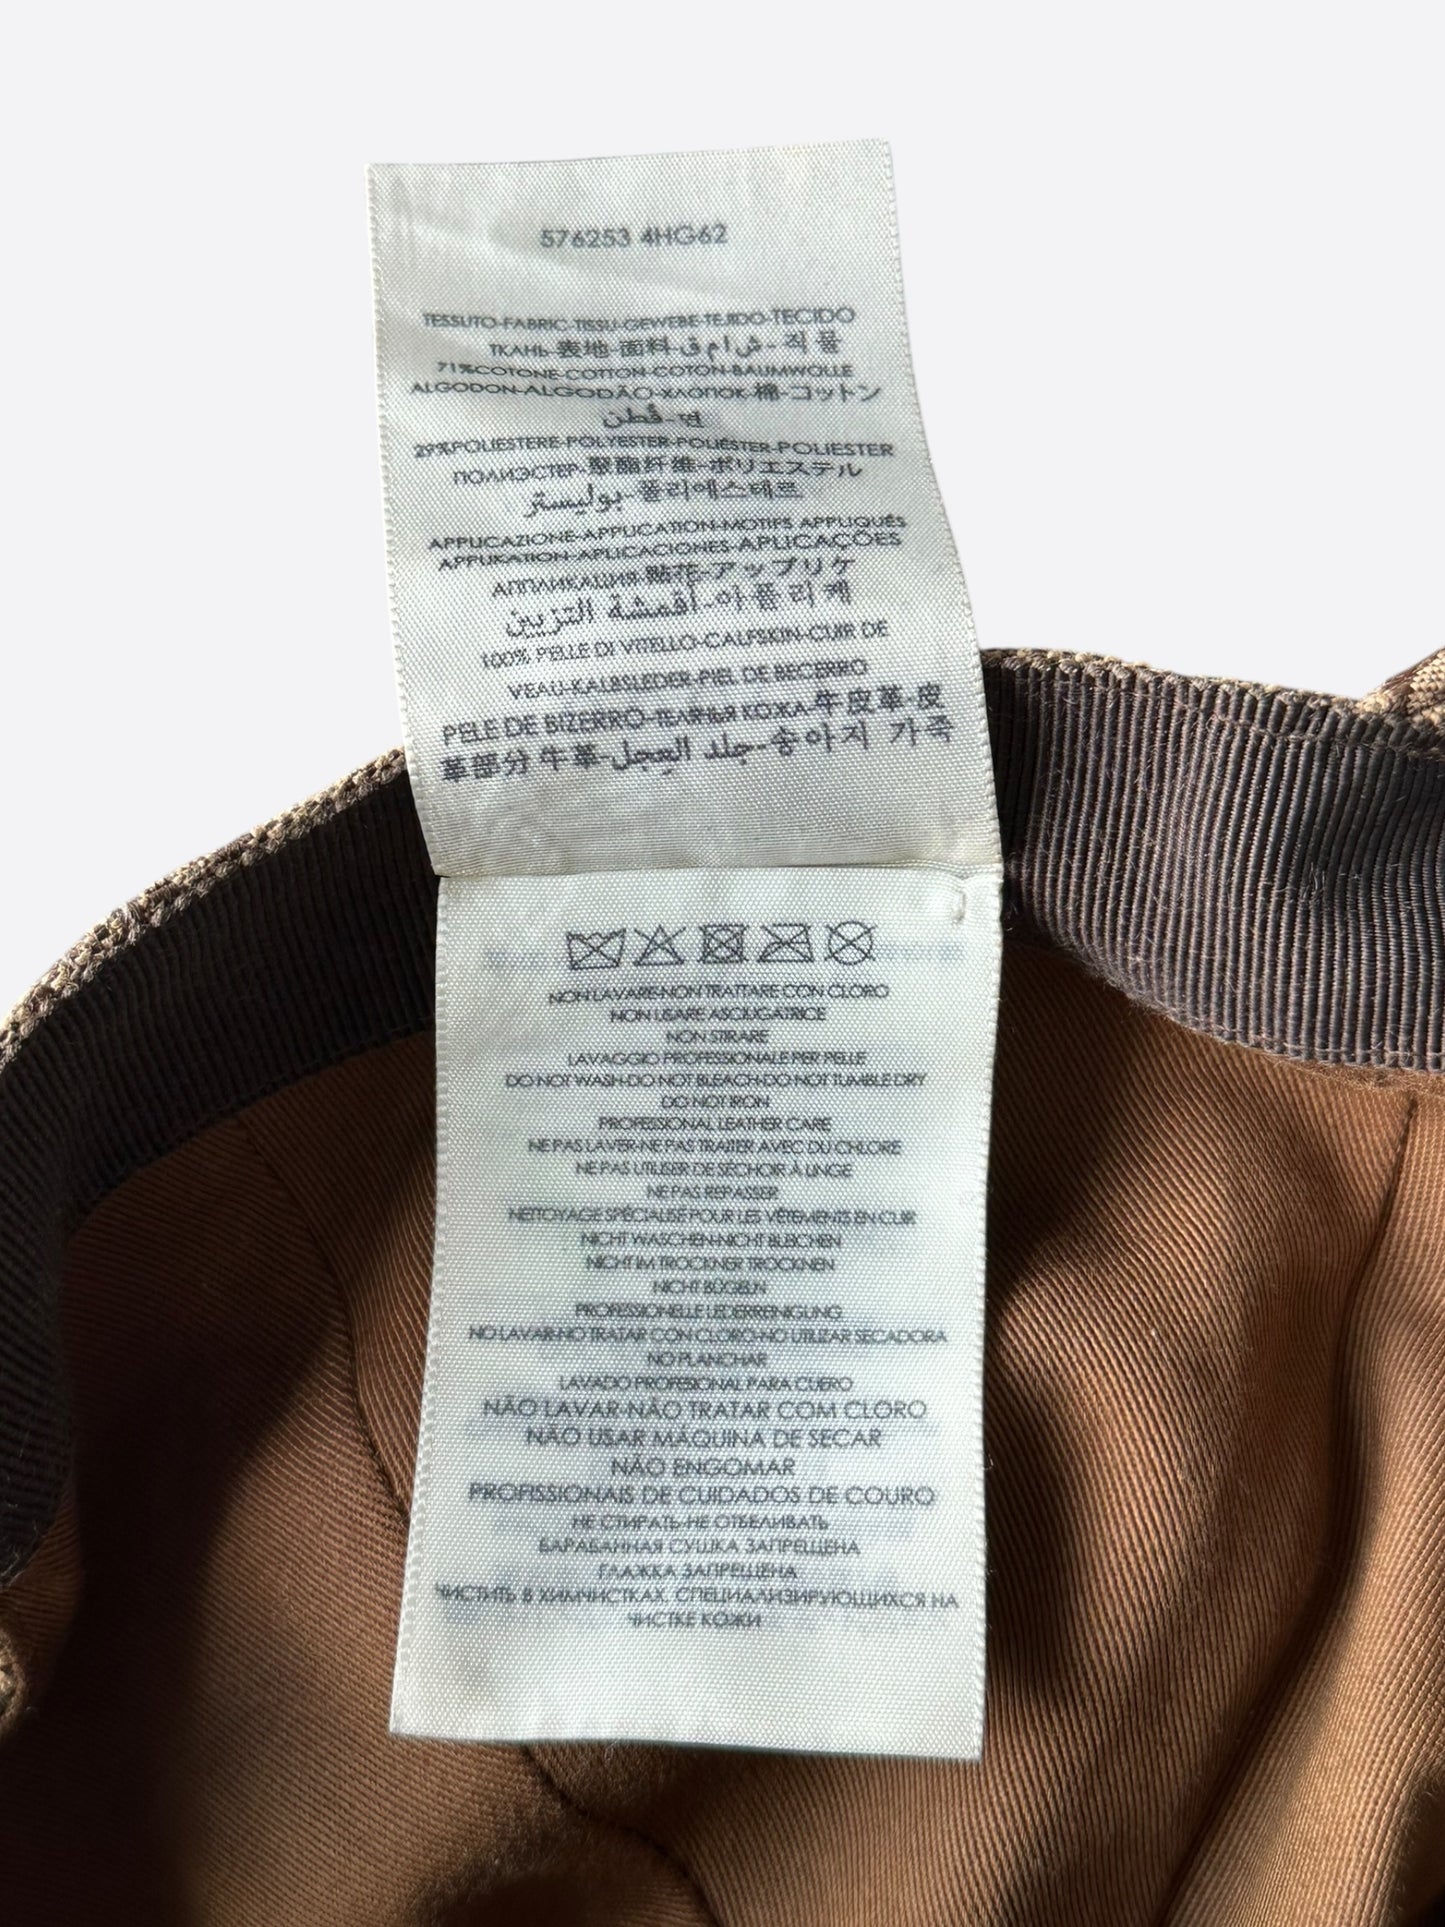 576253 4HG62
TESSUTO-FABRIC-TISSU-GEWEBE-TEJIDO-TECIDO
ТКАНЬ-表地-面料-ق ام ش-직물
71%COTONE-COTTON-COTON-BAUMWOLLE
ALGODON-ALGODÃO-ХЛОПОК-棉-コットン
قُطن-면
29%POLIESTERE-POLYESTER-POLIÉSTER-POLIESTER
ПОЛИЭСТЕР-聚酯纤维-ポリエステル
بوليستر-폴리에스테르
APPLICAZIONE-APPLICATION-MOTIFS APPLIQUÉS
APPLIKATION-APLICACIONES-APLICAÇÕES
АППЛИКАЦИЯ-贴花-アップリケ
أقمشة التزيين-아플리케
100% PELLE DI VITELLO-CALFSKIN-CUIR DE
VEAU-KALBSLEDER-PIEL DE BECERRO
PELE DE BIZERRO-ТЕЛЯЧЬЯ КОЖА-牛皮革-皮
革部分 牛革-جلد العِجل-송아지 가죽
NON LAVARE-NON TRATTARE CON CLORO
NON USARE ASCIUGATRICE
NON STIRARE
LAVAGGIO PROFESSIONALE PER PELLE
DO NOT WASH-DO NOT BLEACH-DO NOT TUMBLE DRY
DO NOT IRON
PROFESSIONAL LEATHER CARE
NE PAS LAVER-NE PAS TRAITER AVEC DU CHLORE
NE PAS UTILISER DE SÉCHOIR À LINGE
NE PAS REPASSER
NETTOYAGE SPÉCIALISÉ POUR LES VÊTEMENTS EN CUIR
NICHT WASCHEN-NICHT BLEICHEN
NICHT IM TROCKNER TROCKNEN
NICHT BÜGELN
PROFESSIONELLE LEDERREINIGUNG
NO LAVAR-NO TRATAR CON CLORO-NO UTILIZAR SECADORA
NO PLANCHAR
LAVADO PROFESIONAL PARA CUERO
NÃO LAVAR-NÃO TRATAR COM CLORO
NÃO USAR MÁQUINA DE SECAR
NÃO ENGOMAR
PROFISSIONAIS DE CUIDADOS DE COURO
НЕ СТИРАТЬ-НЕ ОТБЕЛИВАТЬ
БАРАБАННАЯ СУШКА ЗАПРЕЩЕНА
ГЛАЖКА ЗАПРЕЩЕНА
ЧИСТИТЬ В ХИМЧИСТКАХ, СПЕЦИАЛИЗИРУЮЩИХСЯ НА
ЧИСТКЕ КОЖИ